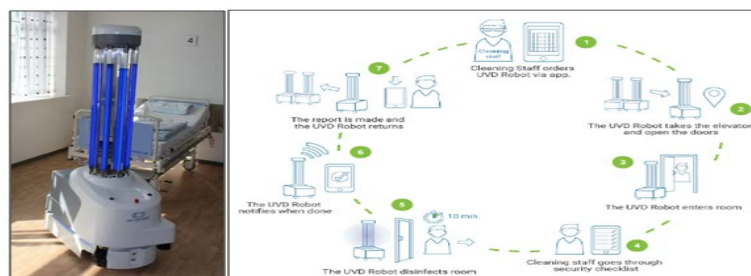 4
1
Cleaning
staff
Cleaning Staff orders
UVD Robot via app.
2
The UVD Robot takes the elevator
and open the doors
3
The UVD Robot enters room
4
Cleaning staff goes through
security checklist
5
10 min
The UVD Robot disinfects room
6
The UVD Robot
notifies when done
7
The report is made and
the UVD Robot returns